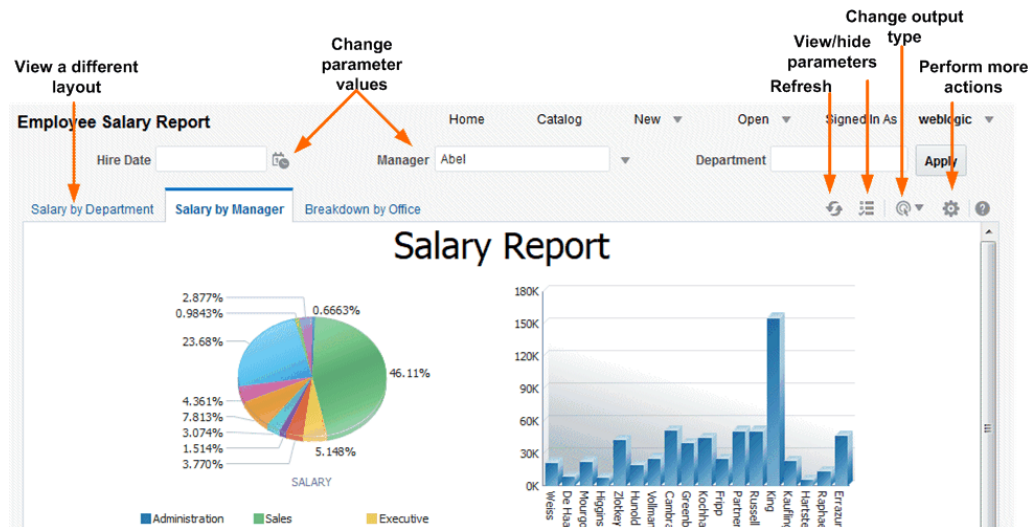 Change output
type
View/hide
parameters
Change
parameter
values
View a different
layout
Refresh
Perform more
actions
Employee Salary Report
Home
Catalog
New
Open
Signed In As
weblogic
Hire Date
Manager
Abel
Department
Apply
Salary by Department
Salary by Manager
Breakdown by Office
Salary Report
2.877%
0.9843%
0.6663%
23.68%
46.11%
4.361%
7.813%
3.074%
1.514%
3.770%
5.148%
SALARY
Administration
Sales
Executive
180K
150K
120K
90K
60K
30K
0K
Weiss
De Haa
Mourgo
Higgins
Zlotkey
Hunold
Vollman
Cambra
Greenb
Kochha
Fripp
Partner
Russell
King
Kaufling
Hartste
Raphae
Errazur